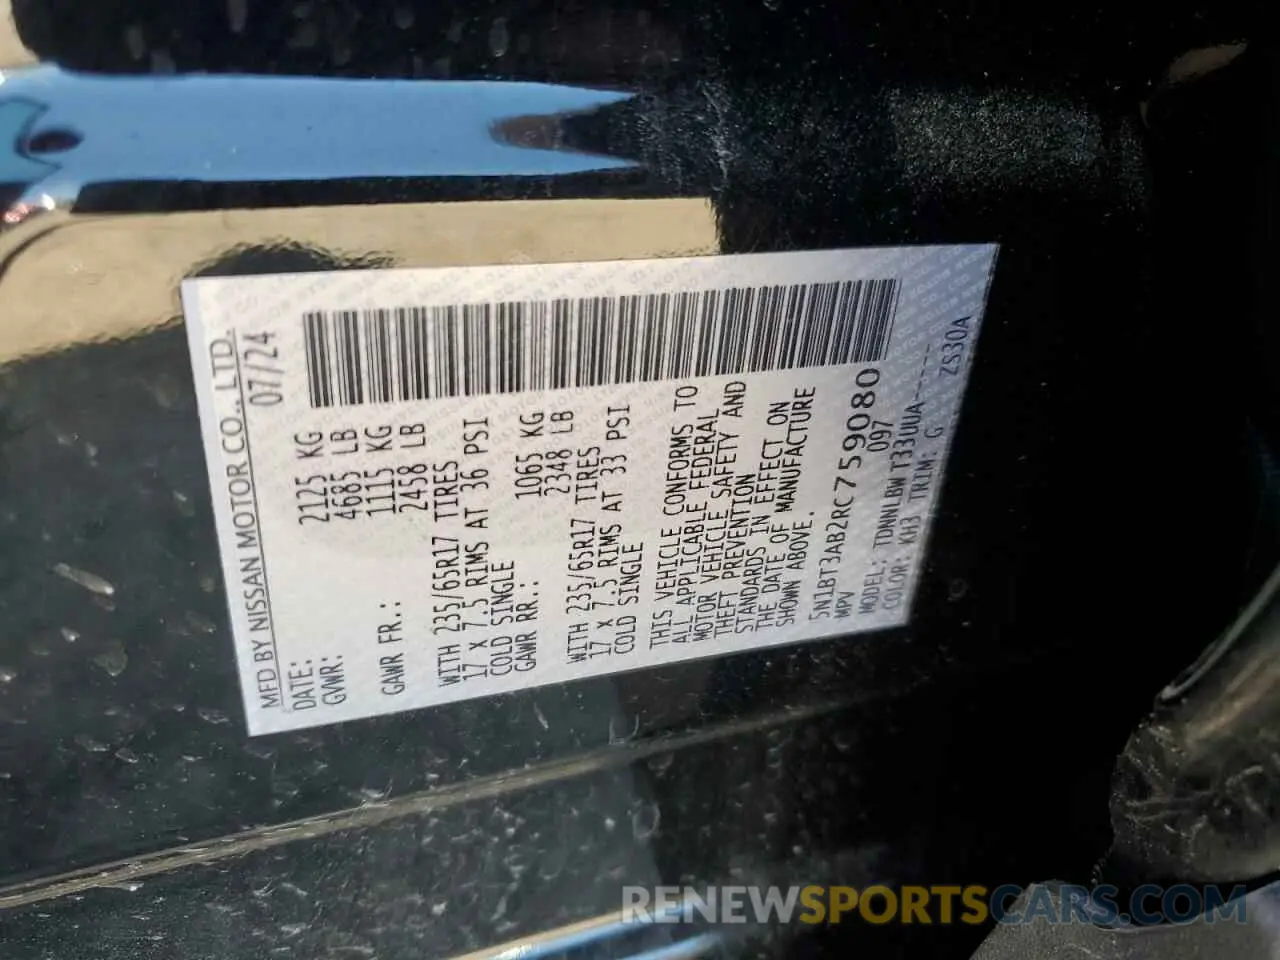 MFD BY NISSAN MOTOR CO., LTD.
DATE: 07/24
GVWR: 2125 KG
4685 LB
GAWR FR.: 1115 KG
2458 LB
WITH 235/65R17 TIRES
17 X 7.5 RIMS AT 36 PSI
COLD SINGLE
GAWR RR.: 1065 KG
2348 LB
WITH 235/65R17 TIRES
17 X 7.5 RIMS AT 33 PSI
COLD SINGLE
THIS VEHICLE CONFORMS TO
ALL APPLICABLE FEDERAL
MOTOR VEHICLE SAFETY AND
THEFT PREVENTION
STANDARDS IN EFFECT ON
THE DATE OF MANUFACTURE
SHOWN ABOVE.
5N1BT3AB2RC759080
MPV 097
MODEL: TDNNLBWT33UUA-----
COLOR: KH3 TRIM: G ZS30A
RENEWSPORTSCARS.COM